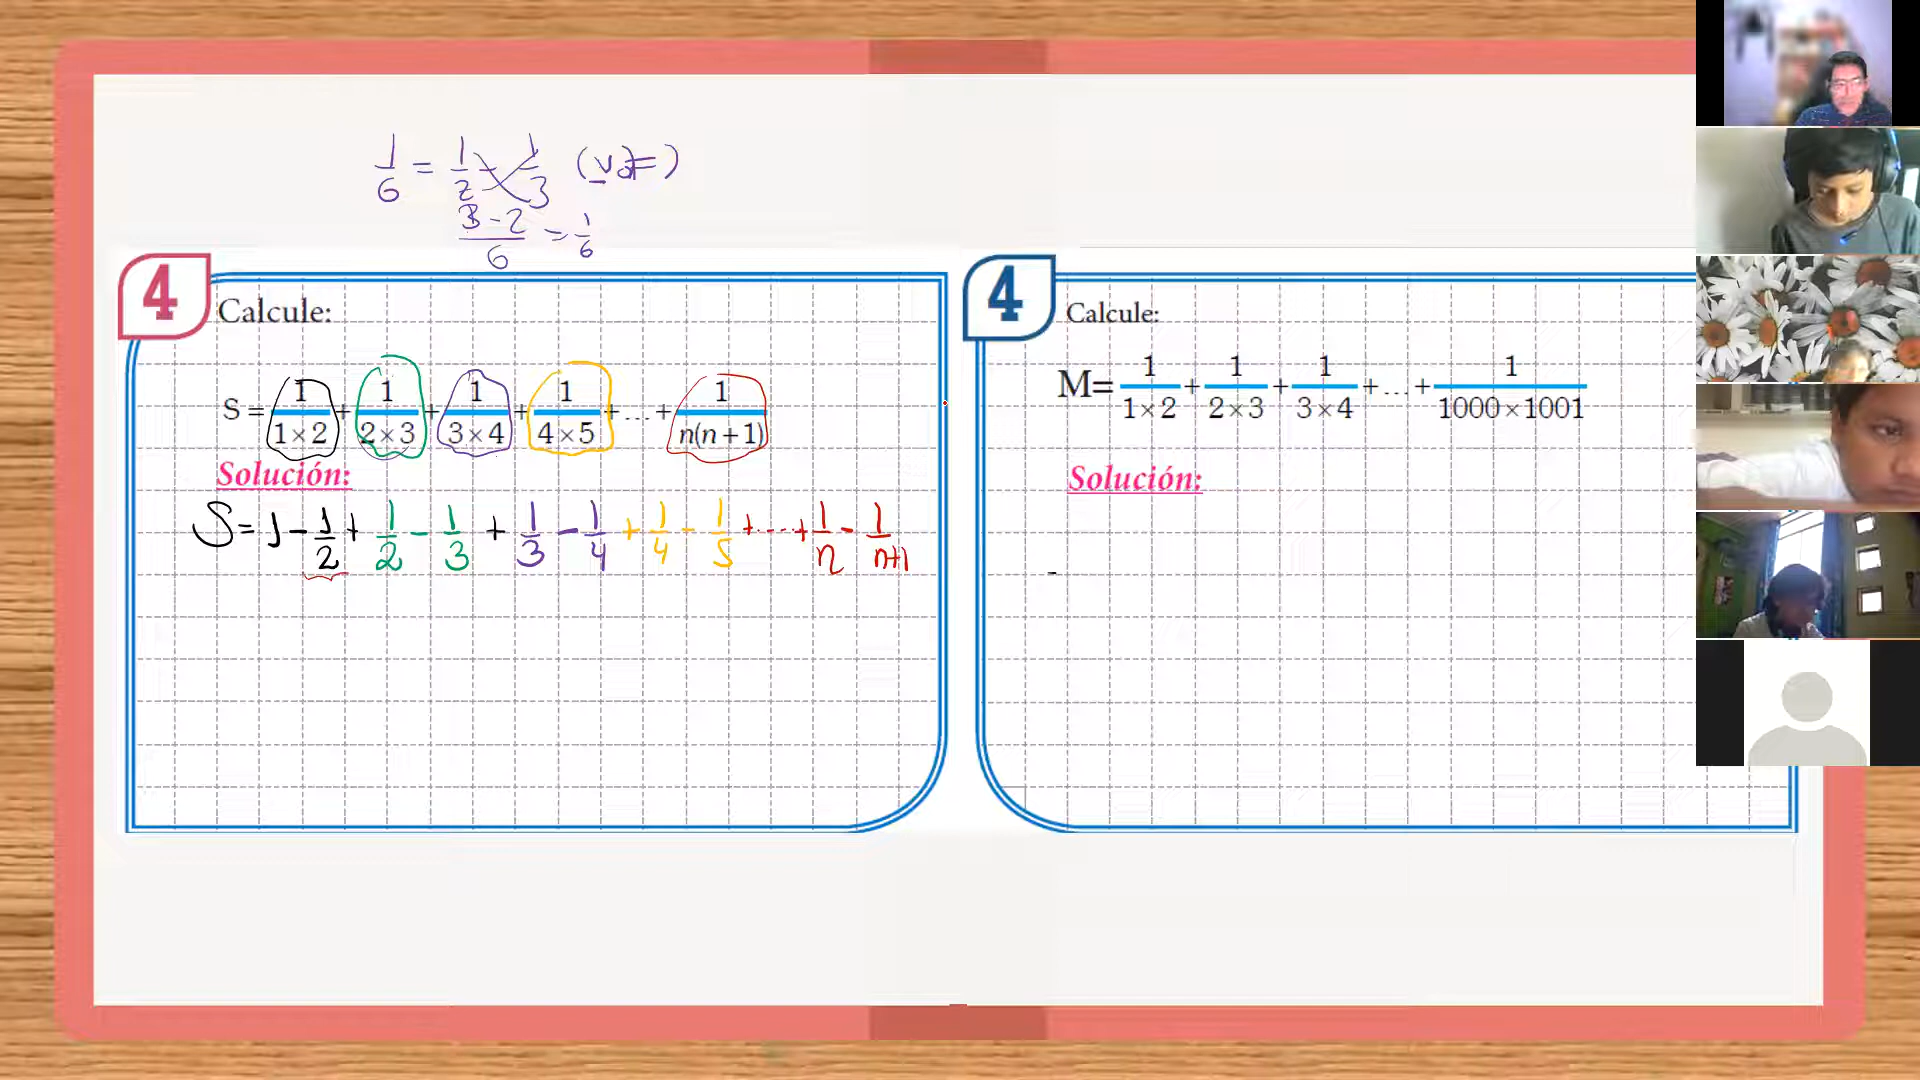 1/6 = 1/2 - 1/3 (
3-2/6 = 1/6
4
Calcule:
S = 1/1×2 + 1/2×3 + 1/3×4 + 1/4×5 + ... + 1/n(n+1)
Solución:
S = 1 - 1/2 + 1/2 - 1/3 + 1/3 - 1/4 + 1/4 - 1/5 + ... + 1/n - 1/n+1
4
Calcule:
M= 1/1×2 + 1/2×3 + 1/3×4 + ... + 1/1000×1001
Solución: